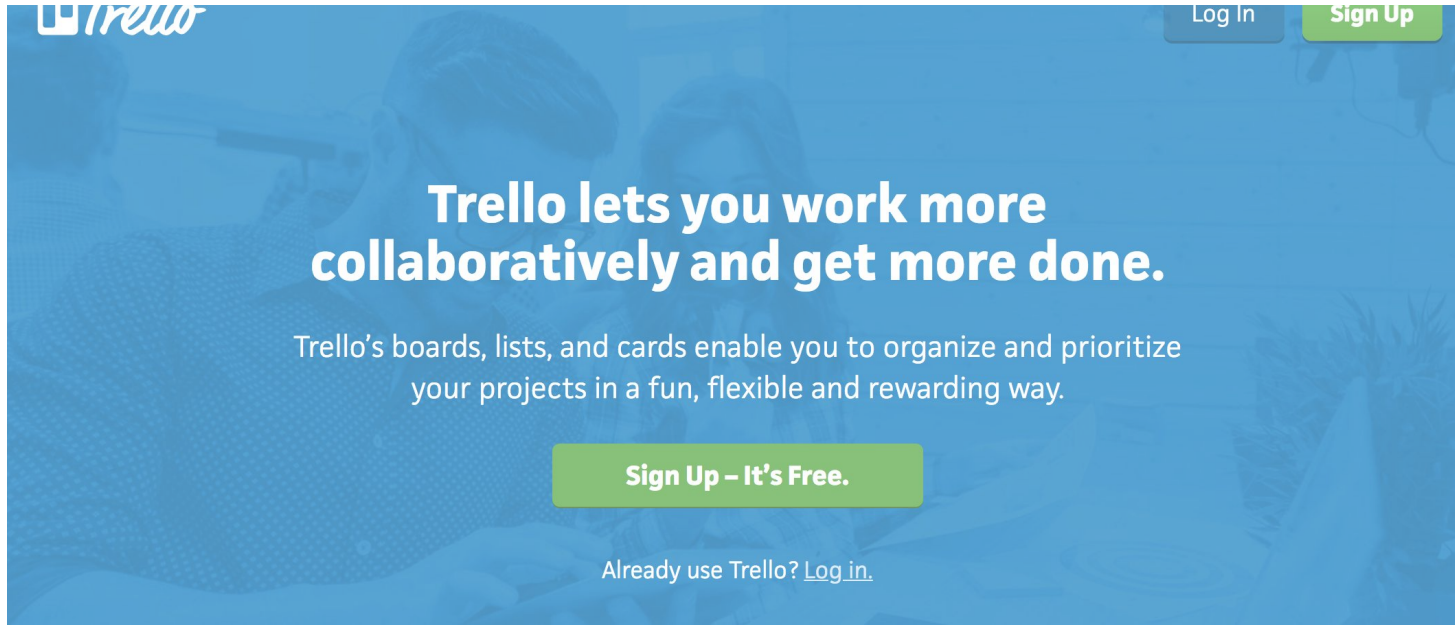 Trello
Log In
Sign Up
Trello lets you work more
collaboratively and get more done.
Trello’s boards, lists, and cards enable you to organize and prioritize
your projects in a fun, flexible and rewarding way.
Sign Up – It’s Free.
Already use Trello? Log in.